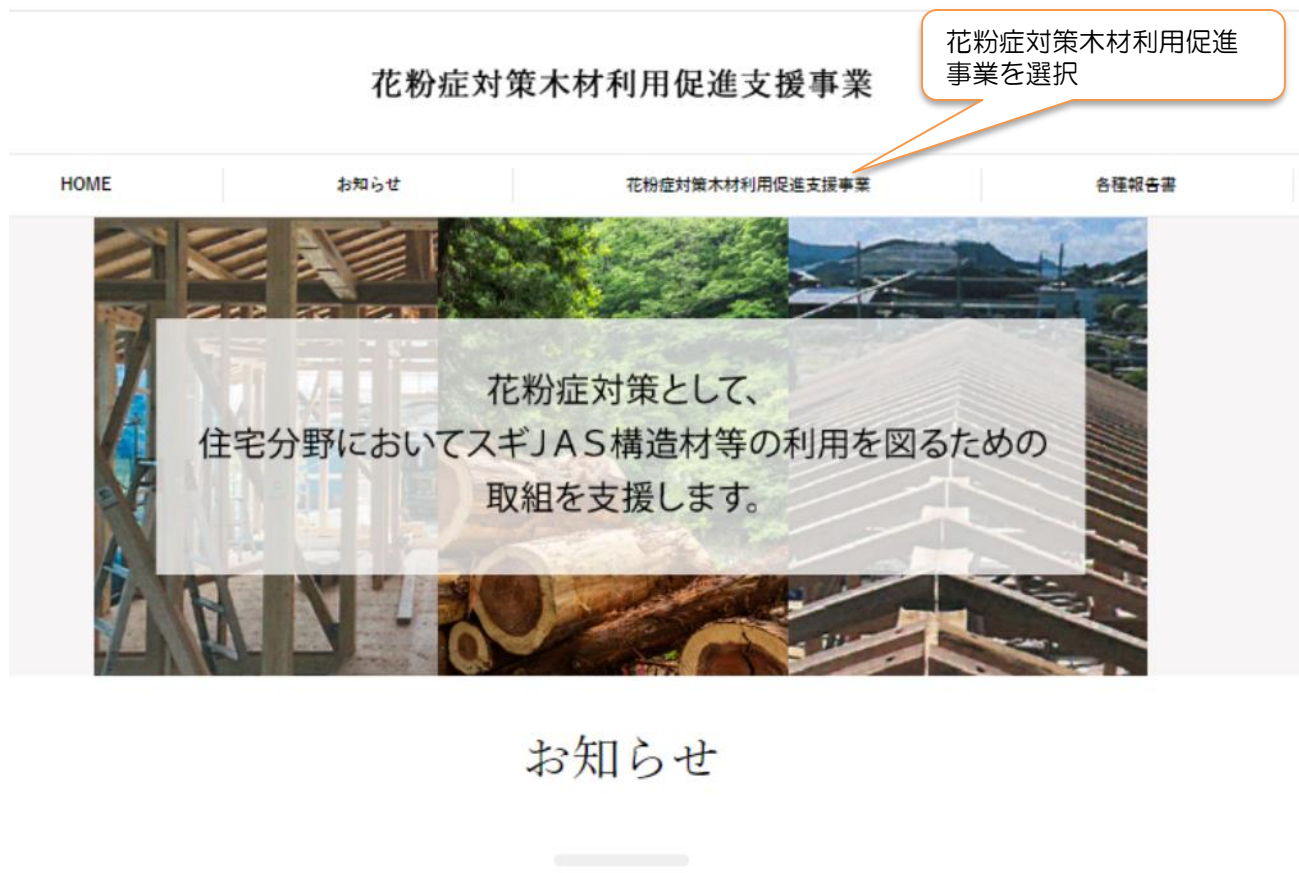 花粉症対策木材利用促進
事業を選択
花粉症対策木材利用促進支援事業
HOME
お知らせ
花粉症対策木材利用促進支援事業
各種報告書
花粉症対策として、
住宅分野においてスギJAS構造材等の利用を図るための
取組を支援します。
お知らせ